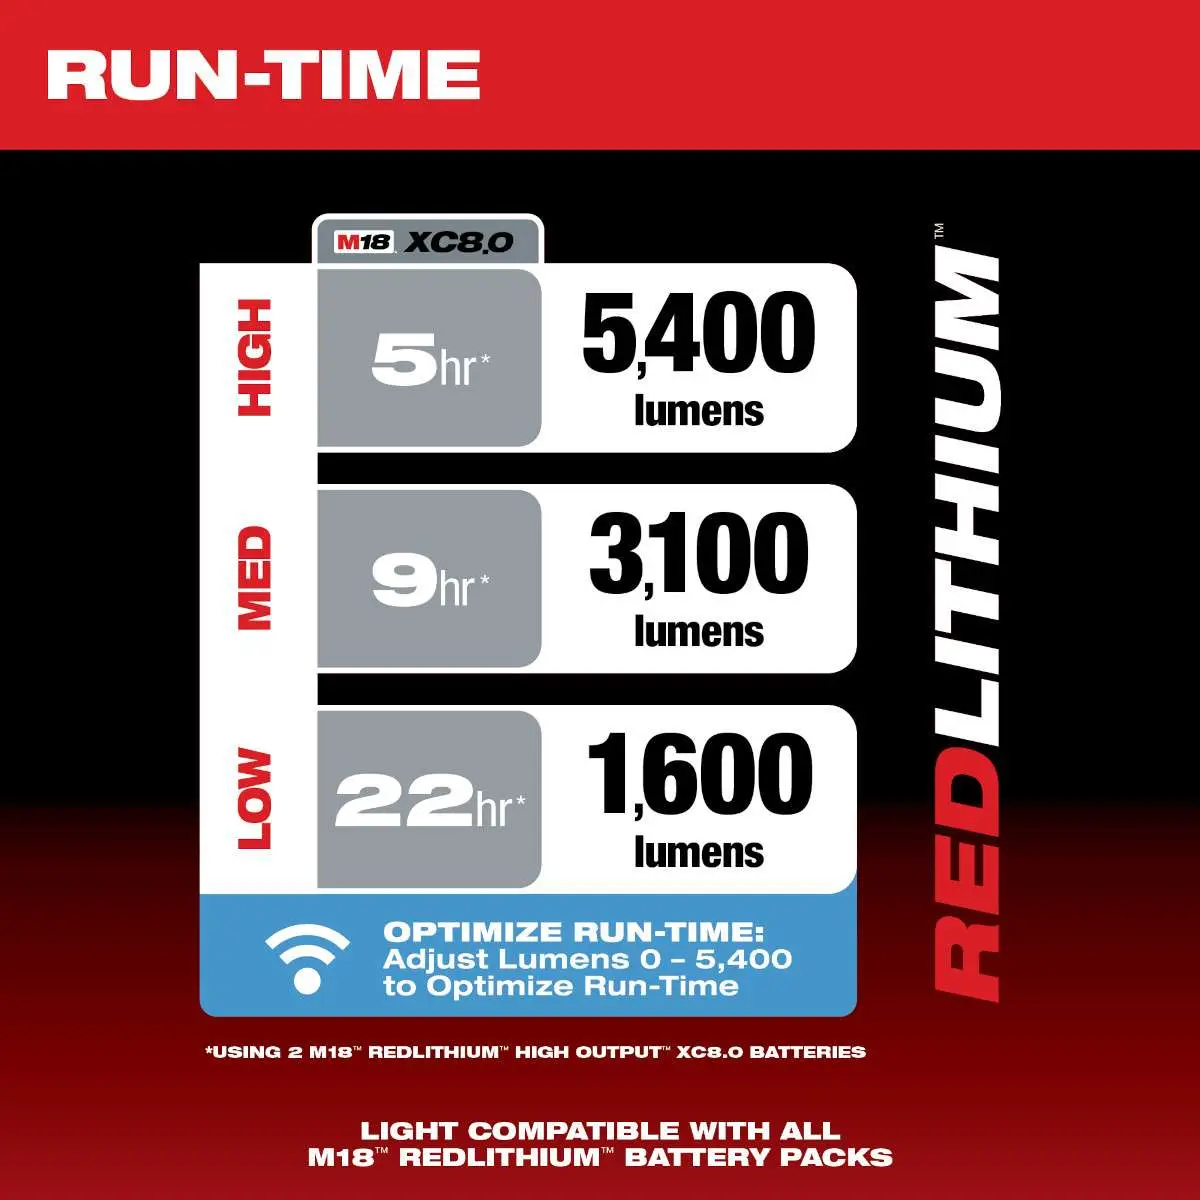 RUN-TIME
M18™ XC8.0
HIGH
5hr*
5,400
lumens
MED
9hr*
3,100
lumens
LOW
22hr*
1,600
lumens
OPTIMIZE RUN-TIME:
Adjust Lumens 0 – 5,400
to Optimize Run-Time
REDLITHIUM™
*USING 2 M18™ REDLITHIUM™ HIGH OUTPUT™ XC8.0 BATTERIES
LIGHT COMPATIBLE WITH ALL
M18™ REDLITHIUM™ BATTERY PACKS